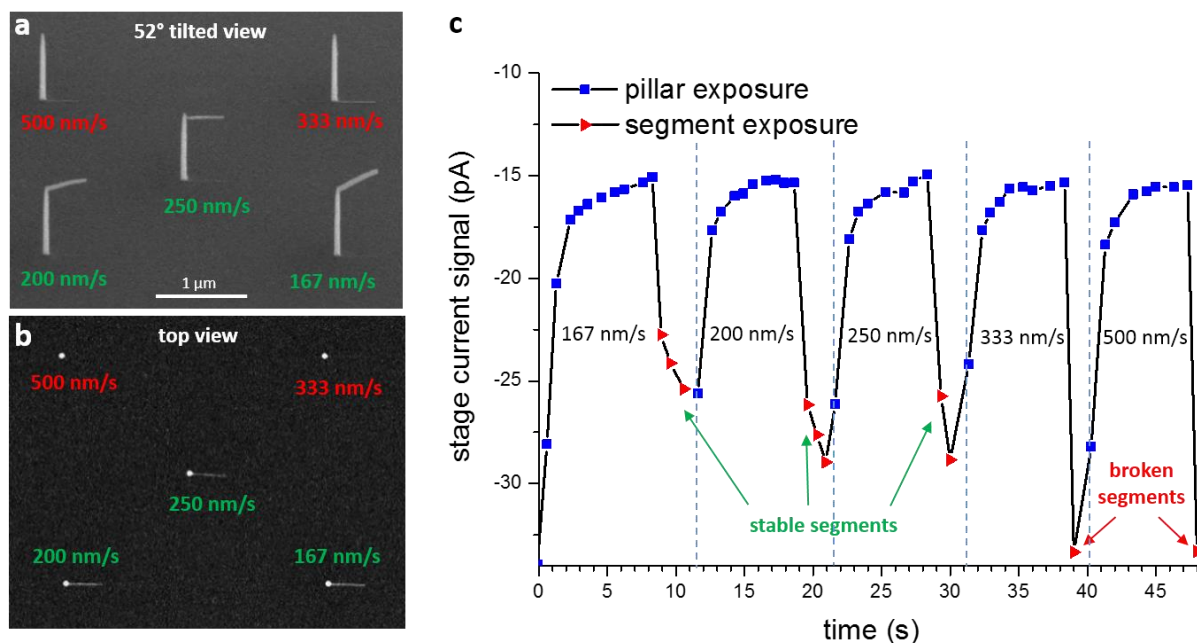 a
52° tilted view
500 nm/s
333 nm/s
250 nm/s
200 nm/s
167 nm/s
1 µm
b
top view
500 nm/s
333 nm/s
250 nm/s
200 nm/s
167 nm/s
c
stage current signal (pA)
-10
-15
-20
-25
-30
pillar exposure
segment exposure
167 nm/s
200 nm/s
250 nm/s
333 nm/s
500 nm/s
stable segments
broken
segments
0
5
10
15
20
25
30
35
40
45
time (s)